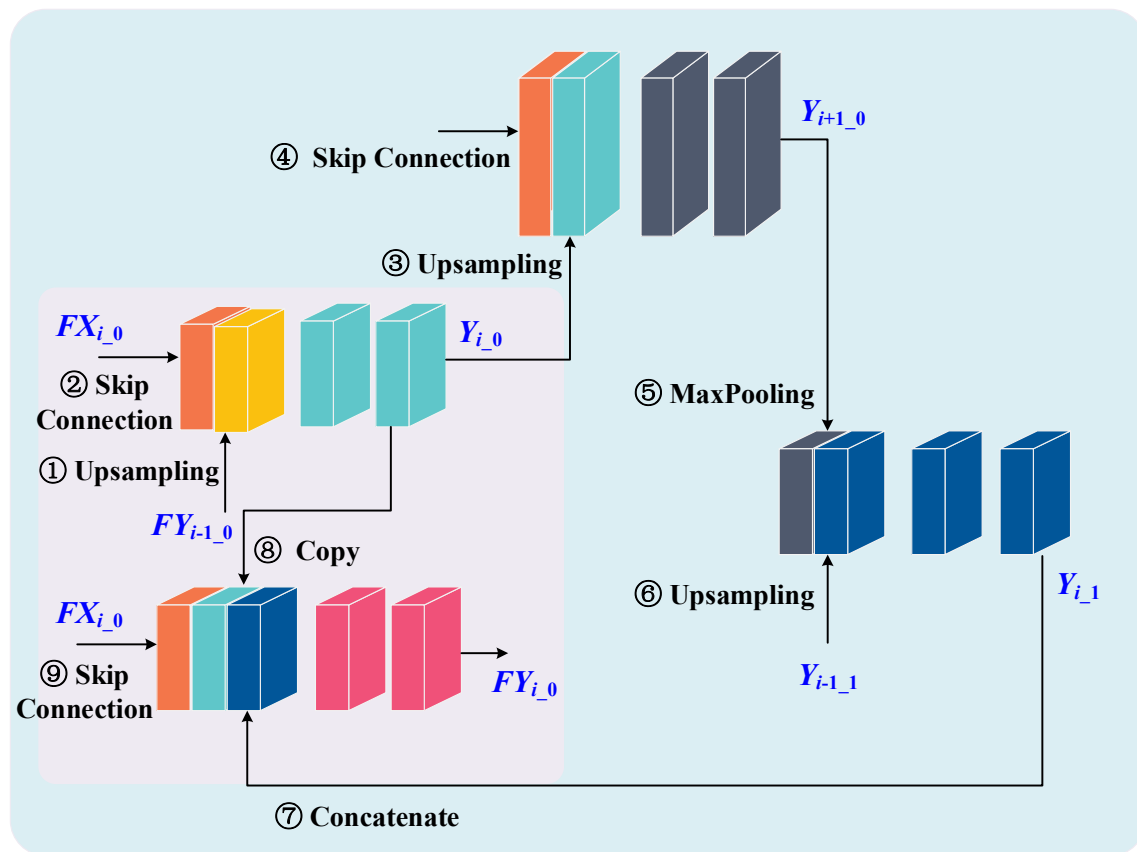 Y_{i+1_0}
④ Skip Connection
③ Upsampling
FX_{i_0}
Y_{i_0}
② Skip
Connection
⑤ MaxPooling
① Upsampling
FY_{i-1_0}
⑧ Copy
FX_{i_0}
⑥ Upsampling
Y_{i_1}
⑨ Skip
Connection
FY_{i_0}
Y_{i-1_1}
⑦ Concatenate